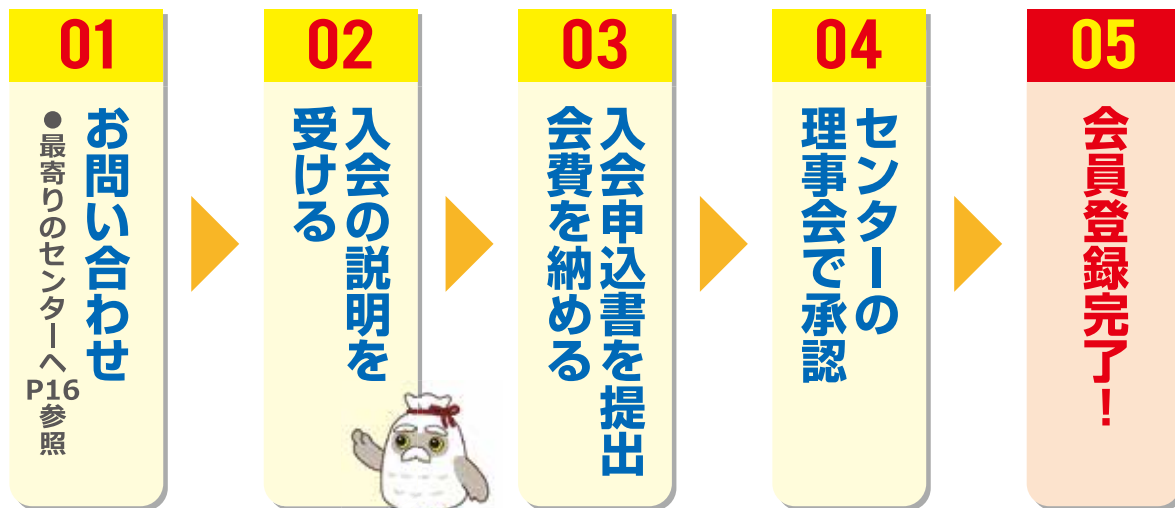 01
お問い合わせ
●最寄りのセンターへ
P16参照
02
入会の説明を
受ける
03
入会申込書を提出
会費を納める
04
センターの
理事会で承認
05
会員登録完了！